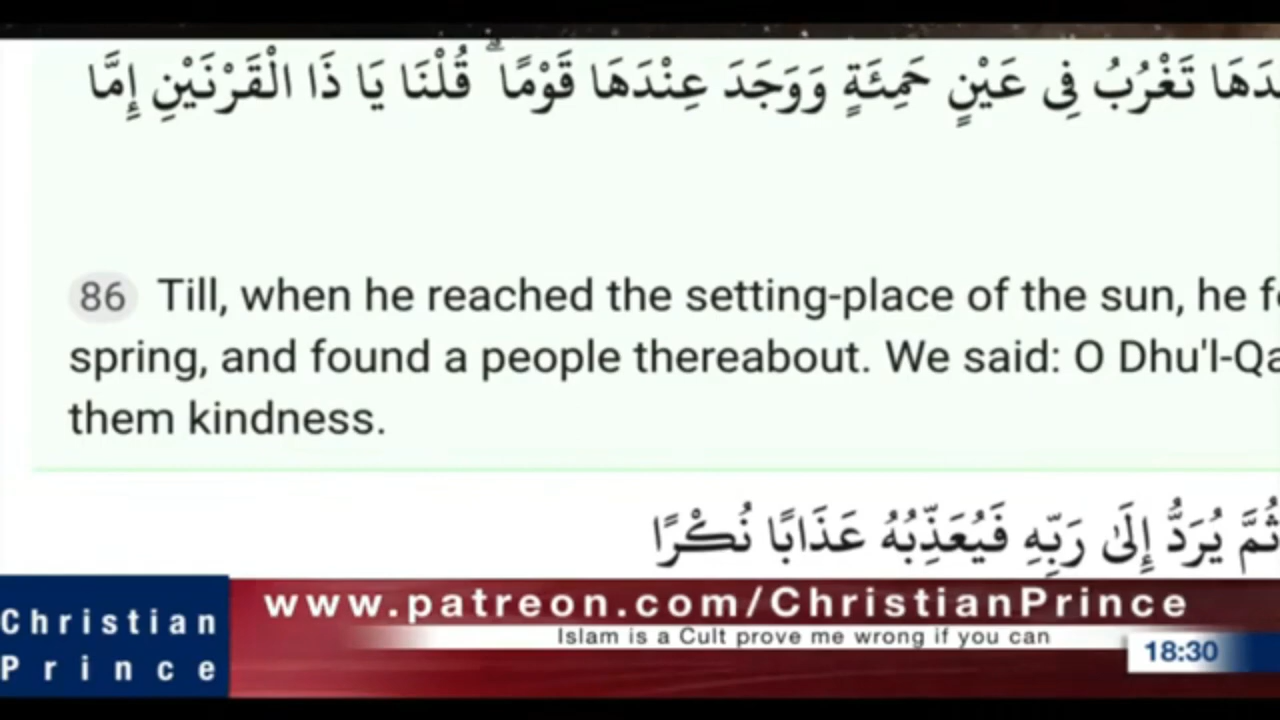 تَغْرُبُ فِي عَيْنٍ حَمِئَةٍ وَوَجَدَ عِنْدَهَا قَوْمًا ۗ قُلْنَا يَا ذَا الْقَرْنَيْنِ إِمَّا
86 Till, when he reached the setting-place of the sun, he
spring, and found a people thereabout. We said: O
them kindness.
ثُمَّ يُرَدُّ إِلَىٰ رَبِّهِ فَيُعَذِّبُهُ عَذَابًا نُكْرًا
www.patreon.com/ChristianPrince
Christian
Prince
Islam is a Cult prove me wrong if you can
18:30